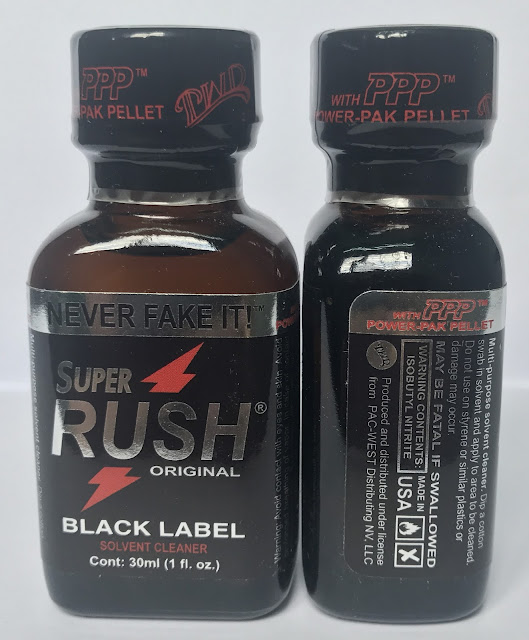 PPP™
-PAK PELLET
PWD
NEVER FAKE IT!™
SUPER
RUSH®
ORIGINAL
BLACK LABEL
SOLVENT CLEANER
Cont: 30ml (1 fl. oz.)
WITH PPP™
POWER-PAK PELLET
WITH PPP™
POWER-PAK PELLET
Multi-purpose solvent cleaner. Dip a cotton
swab in solvent and apply to area to be cleaned.
Do not use on styrend or similar plastics or
damage may occur.
MAY BE FATAL IF SWALLOWED
WARNING CONTENTS:
ISOBUTYL NITRITE
MADE IN
USA
X
Produced and distributed under license
from PAC-WEST Distributing NV. LLC